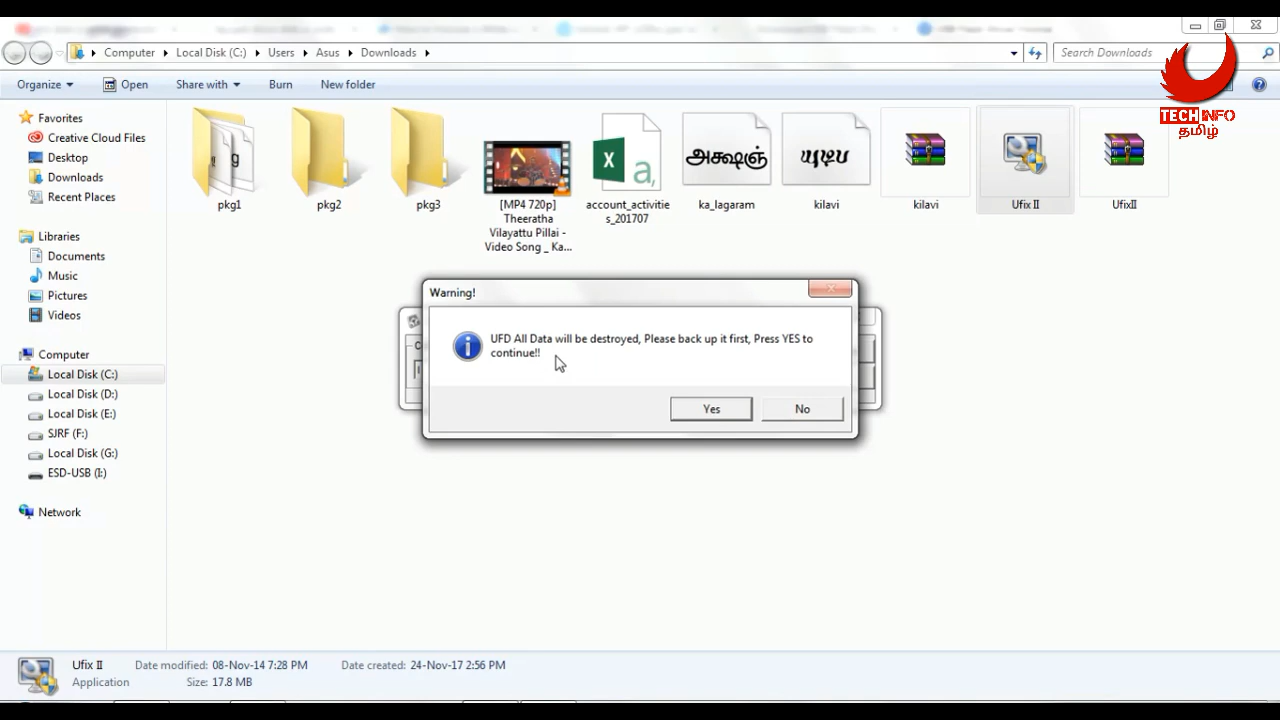 Computer Local Disk (C:) Users Asus Downloads
Search Downloads
Organize Open Share with Burn New folder
TECH INFO
தமிழ்
Favorites
Creative Cloud Files
Desktop
Downloads
Recent Places
Libraries
Documents
Music
Pictures
Videos
Computer
Local Disk (C:)
Local Disk (D:)
Local Disk (E:)
SJRF (F:)
Local Disk (G:)
ESD-USB (I:)
Network
pkg1
pkg2
pkg3
[MP4 720p]
Theeratha
Vilayattu Pillai -
Video Song _ Ka...
X
a,
account_activitie
s_201707
அக்ஷஞ்
ka_lagaram
kilavi
kilavi
Ufix II
UfixII
Warning!
UFD All Data will be destroyed, Please back up it first, Press YES to
continue!!
Yes No
Ufix II Date modified: 08-Nov-14 7:28 PM Date created: 24-Nov-17 2:56 PM
Application Size: 17.8 MB